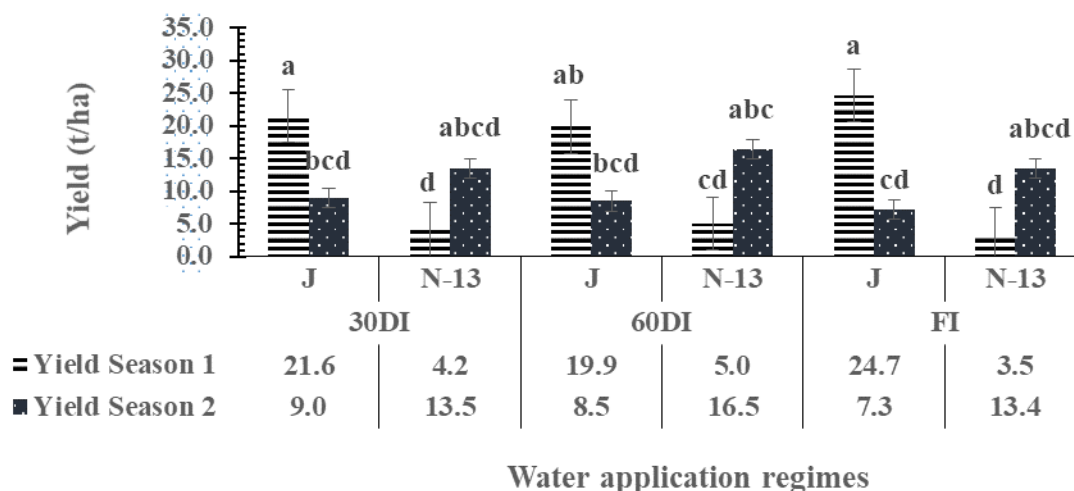 Yield (t/ha)
35.0
30.0
25.0
20.0
15.0
10.0
5.0
0.0
a
bcd
d
abcd
ab
bcd
cd
abc
a
cd
d
abcd
J N-13 J N-13 J N-13
30DI 60DI FI
Yield Season 1 21.6 4.2 19.9 5.0 24.7 3.5
Yield Season 2 9.0 13.5 8.5 16.5 7.3 13.4
Water application regimes